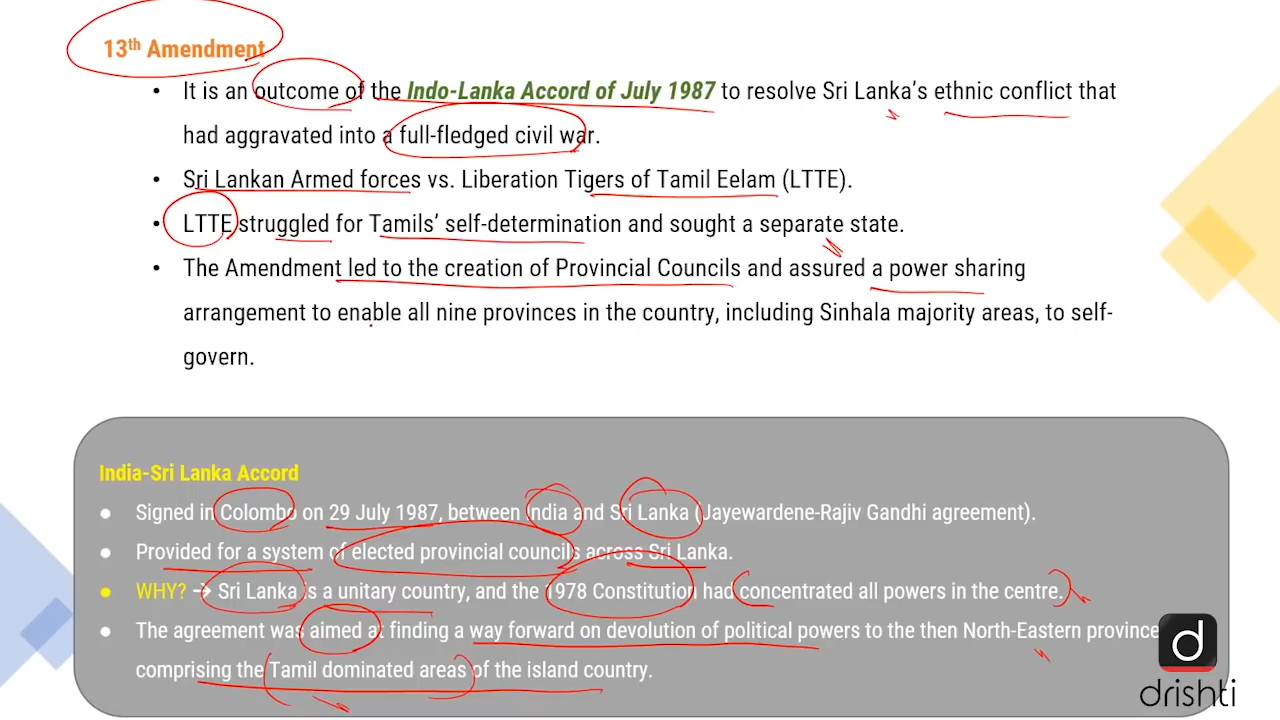 13th Amendment
• It is an outcome of the Indo-Lanka Accord of July 1987 to resolve Sri Lanka's ethnic conflict that
had aggravated into a full-fledged civil war.
• Sri Lankan Armed forces vs. Liberation Tigers of Tamil Eelam (LTTE).
• LTTE struggled for Tamils' self-determination and sought a separate state.
• The Amendment led to the creation of Provincial Councils and assured a power sharing
arrangement to enable all nine provinces in the country, including Sinhala majority areas, to self-
govern.
India-Sri Lanka Accord
● Signed in Colombo on 29 July 1987, between India and Sri Lanka (Jayewardene-Rajiv Gandhi agreement).
● Provided for a system of elected provincial councils across Sri Lanka.
● WHY? → Sri Lanka is a unitary country, and the 1978 Constitution had concentrated all powers in the centre.
● The agreement was aimed at finding a way forward on devolution of political powers to the then North-Eastern province
comprising the Tamil dominated areas of the island country.
d
drishti